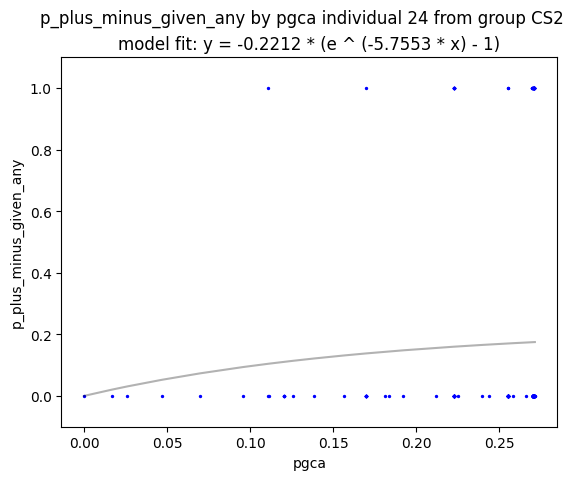 p_plus_minus_given_any by pgca individual 24 from group CS2
model fit: y = -0.2212 * (e ^ (-5.7553 * x) - 1)
1.0
0.8
0.6
0.4
0.2
0.0
p_plus_minus_given_any
0.00 0.05 0.10 0.15 0.20 0.25
pgca